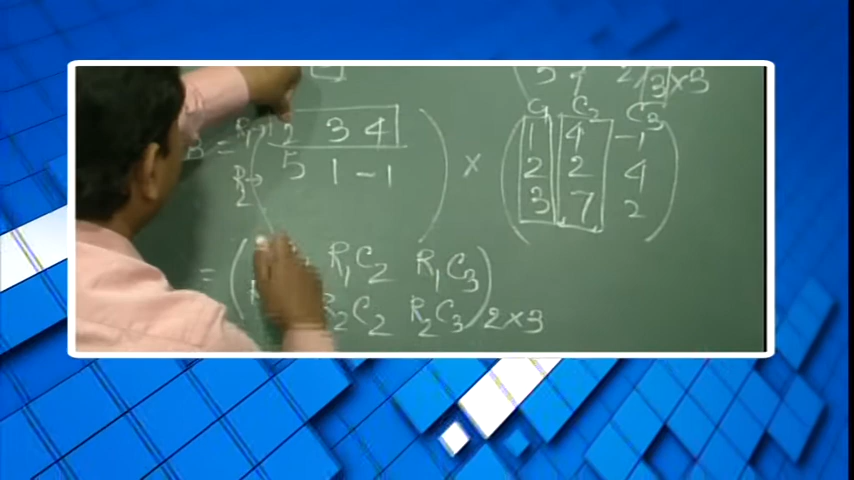 3 × 3
C₁ C₂ C₃
B = R₁→ ( 2 3 4 ) × ( 1 4 -1
R₂→ 5 1 -1 2 2 4
3 7 2 )
= ( R₁C₂ R₁C₃
R₂C₂ R₂C₃ ) 2×3